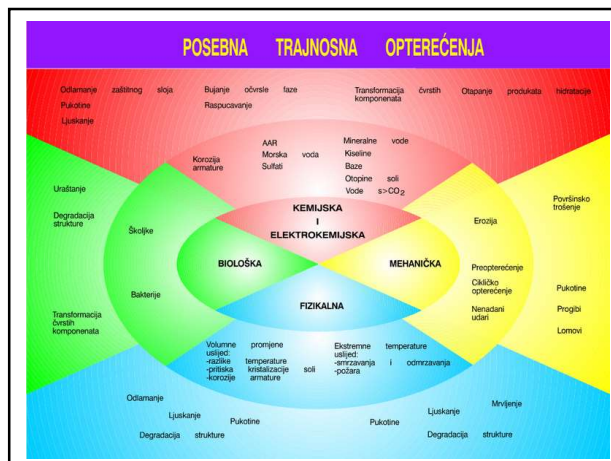 POSEBNA TRAJNOSNA OPTEREĆENJA
Odlamanje zaštitnog sloja
Pukotine
Ljuskanje
Bujanje očvrsle faze
Raspucavanje
Transformacija čvrstih
komponenata
Otapanje produkata hidratacije
Korozija
armature
AAR
Morska voda
Sulfati
Mineralne vode
Kiseline
Baze
Otopine soli
Vode s>CO2
KEMIJSKA
I
ELEKTROKEMIJSKA
Uraštanje
Degradacija
strukture
Transformacija
čvrstih
komponenata
Školjke
Bakterije
BIOLOŠKA
MEHANIČKA
Erozija
Preopterećenje
Cikličko
opterećenje
Nenadani
udari
Površinsko
trošenje
Pukotine
Progibi
Lomovi
FIZIKALNA
Volumne promjene
uslijed:
-razlike temperature
-pritiska kristalizacije soli
-korozije armature
Ekstremne temperature
uslijed:
-smrzavanja i odmrzavanja
-požara
Odlamanje
Ljuskanje
Pukotine
Degradacija strukture
Mrvljenje
Ljuskanje
Pukotine
Degradacija strukture